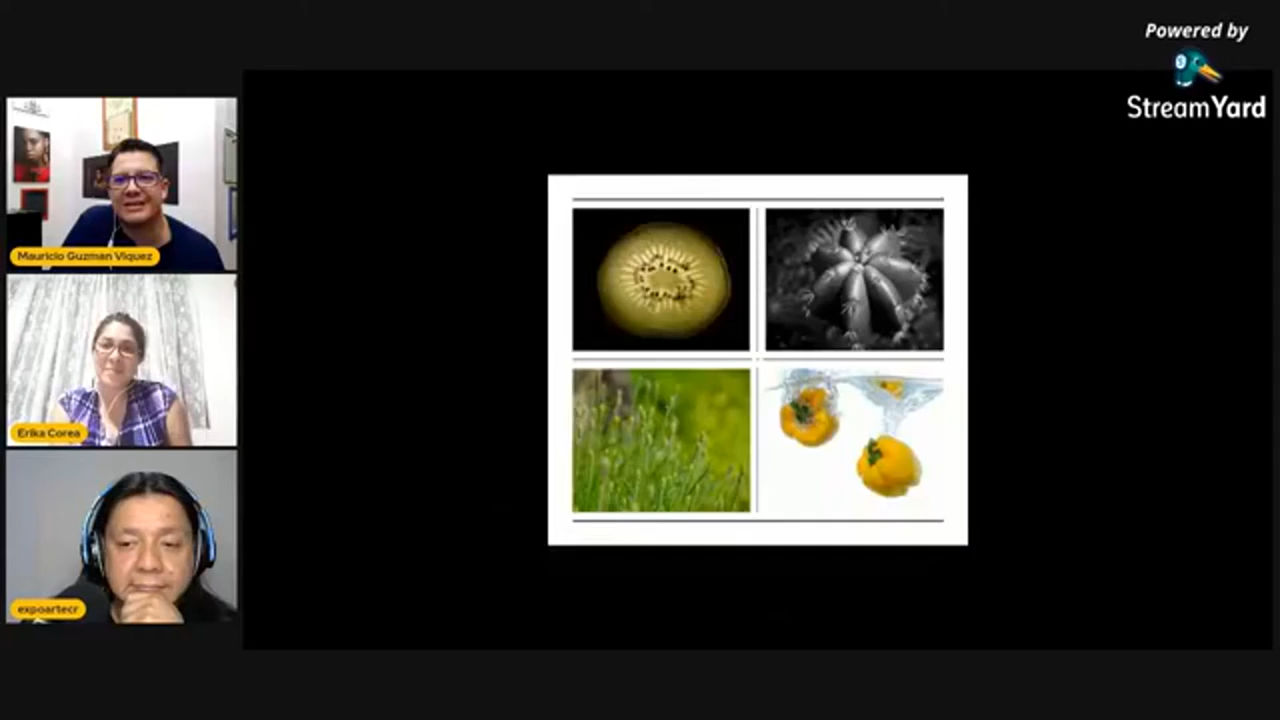 Powered by
StreamYard
Mauricio Guzman Viquez
Erika Corea
expoartecr